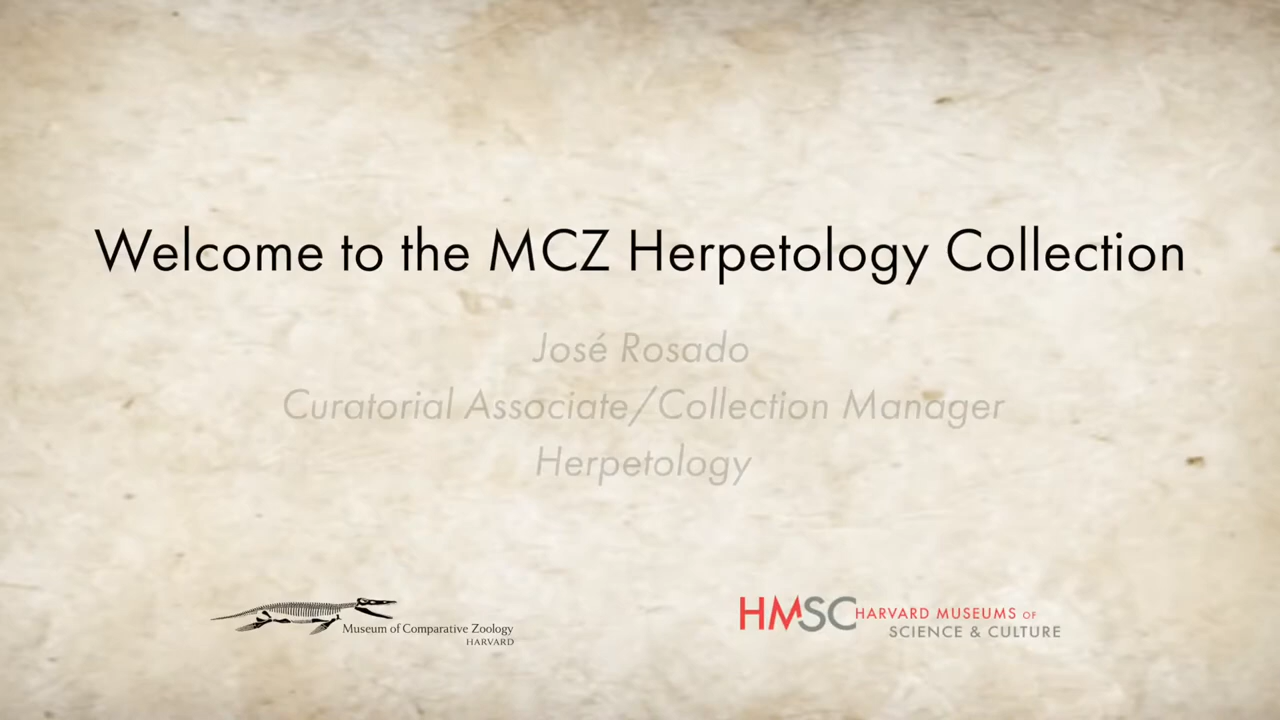 Welcome to the MCZ Herpetology Collection
José Rosado
Curatorial Associate/Collection Manager
Herpetology
Museum of Comparative Zoology
HARVARD
HMSC HARVARD MUSEUMS OF
SCIENCE & CULTURE